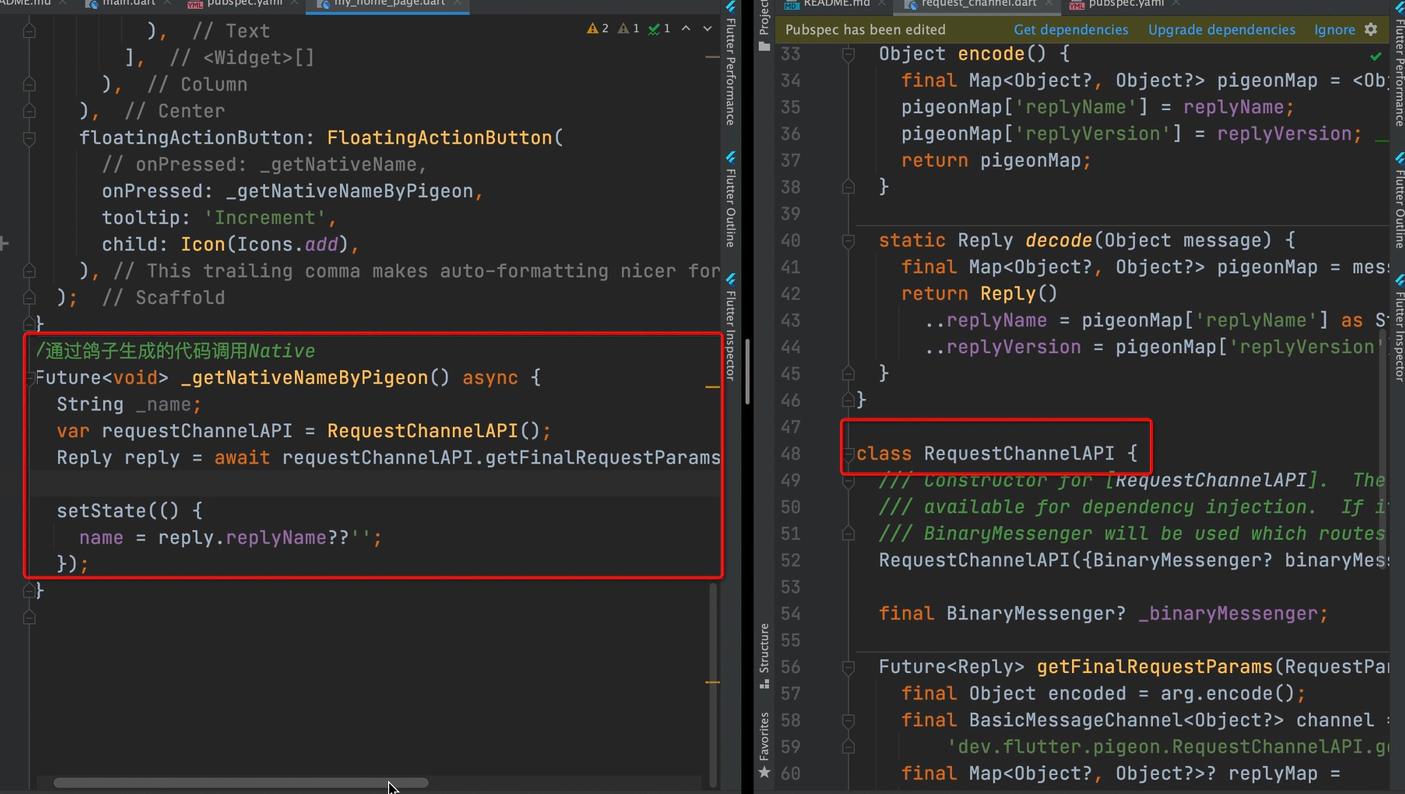 main.dart
pubspec.yaml
my_home_page.dart
2 1 1
), // Text
], // <Widget>[]
), // Column
), // Center
floatingActionButton: FloatingActionButton(
// onPressed: _getNativeName,
onPressed: _getNativeNameByPigeon,
tooltip: 'Increment',
child: Icon(Icons.add),
), // This trailing comma makes auto-formatting nicer for
); // Scaffold
}
/通过鸽子生成的代码调用Native
Future<void> _getNativeNameByPigeon() async {
String _name;
var requestChannelAPI = RequestChannelAPI();
Reply reply = await requestChannelAPI.getFinalRequestParams
setState(() {
name = reply.replyName??'';
});
}
Flutter Performance
Flutter Outline
Flutter Inspector
README.md
request_channel.dart
pubspec.yaml
Pubspec has been edited
Get dependencies
Upgrade dependencies
Ignore
33 Object encode() {
34 final Map<Object?, Object?> pigeonMap = <Ob
35 pigeonMap['replyName'] = replyName;
36 pigeonMap['replyVersion'] = replyVersion;
37 return pigeonMap;
38 }
39
40 static Reply decode(Object message) {
41 final Map<Object?, Object?> pigeonMap = mes
42 return Reply()
43 ..replyName = pigeonMap['replyName'] as S
44 ..replyVersion = pigeonMap['replyVersion'
45 }
46 }
47
48 class RequestChannelAPI {
49 /// Constructor for [RequestChannelAPI]. The
50 /// available for dependency injection. If i
51 /// BinaryMessenger will be used which routes
52 RequestChannelAPI({BinaryMessenger? binaryMess
53
54 final BinaryMessenger? _binaryMessenger;
55
56 Future<Reply> getFinalRequestParams(RequestPar
57 final Object encoded = arg.encode();
58 final BasicMessageChannel<Object?> channel =
59 'dev.flutter.pigeon.RequestChannelAPI.ge
60 final Map<Object?, Object?>? replyMap =
Project
Structure
Favorites
Flutter Performance
Flutter Outline
Flutter Inspector